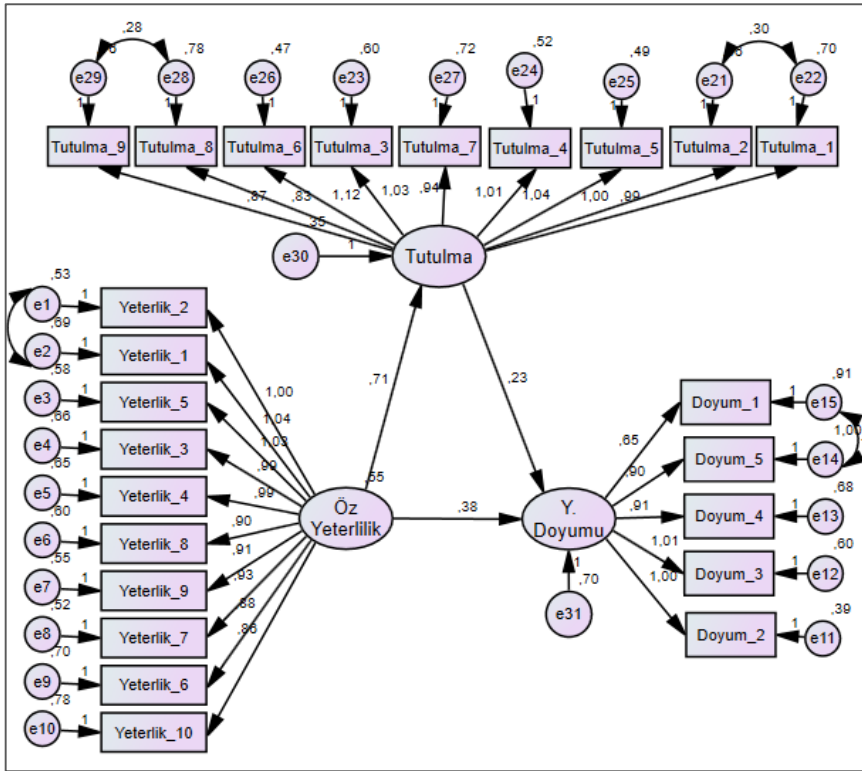 ,28
,78
,47
,60
,72
,52
,49
,30
,70
e29
e28
e26
e23
e27
e24
e25
e21
e22
1
1
1
1
1
1
1
1
1
Tutulma_9
Tutulma_8
Tutulma_6
Tutulma_3
Tutulma_7
Tutulma_4
Tutulma_5
Tutulma_2
Tutulma_1
,87
,83
1,12
1,03
,94
1,01
1,04
1,00
,99
,35
e30
1
Tutulma
,53
e1
1
Yeterlik_2
,69
e2
1
Yeterlik_1
,58
e3
1
Yeterlik_5
,66
e4
1
Yeterlik_3
,65
e5
1
Yeterlik_4
,60
e6
1
Yeterlik_8
,55
e7
1
Yeterlik_9
,52
e8
1
Yeterlik_7
,70
e9
1
Yeterlik_6
,78
e10
1
Yeterlik_10
1,00
1,04
1,03
,99
,99
,90
,91
,93
,88
,86
,55
Öz
Yeterlilik
,71
,23
,38
Y.
Doyumu
1
,70
e31
,65
,90
,91
1,01
1,00
Doyum_1
1
e15
,91
1,00
Doyum_5
1
e14
,68
Doyum_4
1
e13
,60
Doyum_3
1
e12
,39
Doyum_2
1
e11